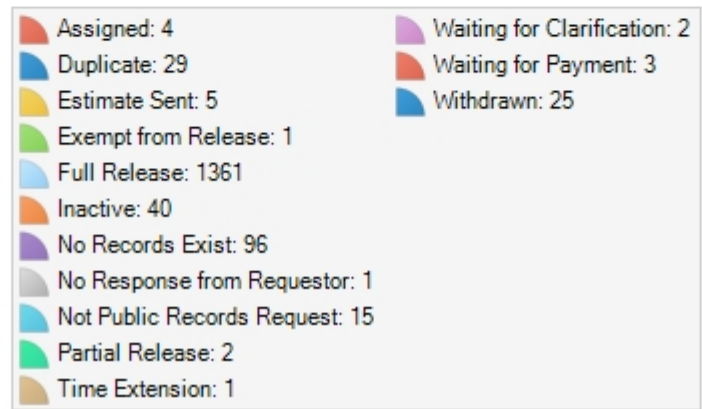 Assigned: 4
Duplicate: 29
Estimate Sent: 5
Exempt from Release: 1
Full Release: 1361
Inactive: 40
No Records Exist: 96
No Response from Requestor: 1
Not Public Records Request: 15
Partial Release: 2
Time Extension: 1
Waiting for Clarification: 2
Waiting for Payment: 3
Withdrawn: 25